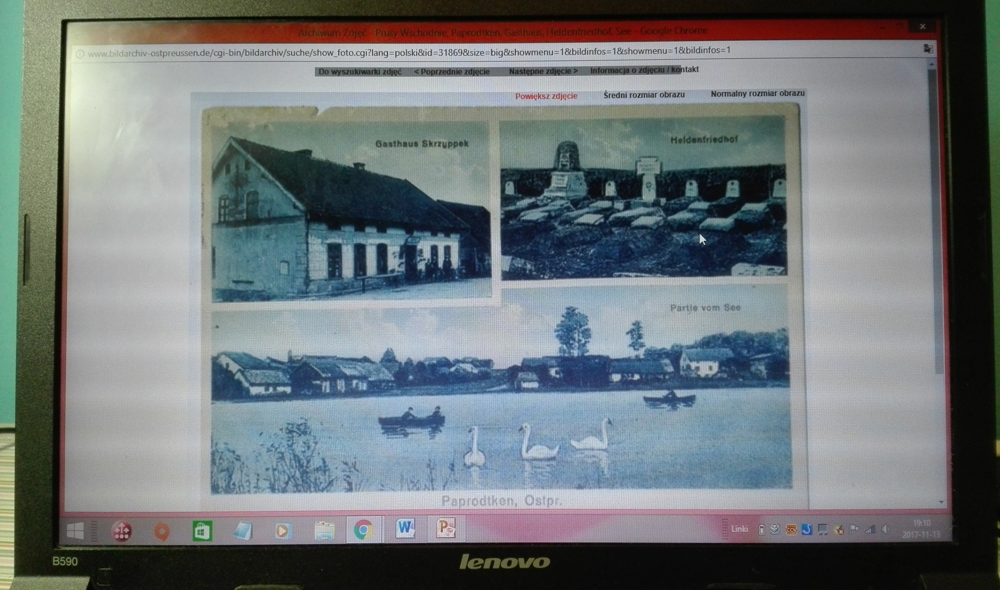 Archiwum Zdjęć - Prusy Wschodnie, Paprodtken, Gasthaus, Heldenfriedhof, See - Google Chrome
www.bildarchiv-ostpreussen.de/cgi-bin/bildarchiv/suche/show_foto.cgi?lang=polski&id=31869&size=big&showmenu=1&bildinfos=1&showmenu=1&bildinfos=1
Do wyszukiwarki zdjęć < Poprzednie zdjęcie Następne zdjęcie > Informacja o zdjęciu / kontakt
Powiększ zdjęcie Średni rozmiar obrazu Normalny rozmiar obrazu
Gasthaus Skrzyppek
Heldenfriedhof
Partie vom See
Paprodtken, Ostpr.
Linki
19:10
2017-11-13
B590
lenovo